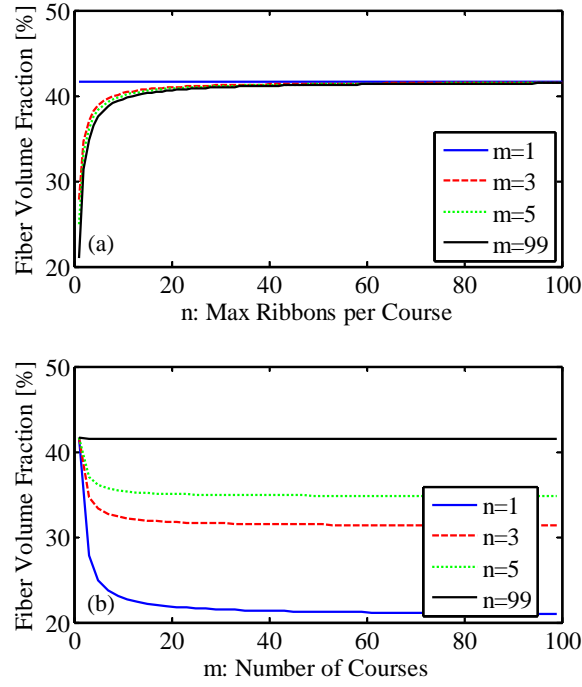 50
40
30
20
0
20
40
60
80
100
Fiber Volume Fraction [%]
n: Max Ribbons per Course
(a)
m=1
m=3
m=5
m=99
50
40
30
20
0
20
40
60
80
100
Fiber Volume Fraction [%]
m: Number of Courses
(b)
n=1
n=3
n=5
n=99